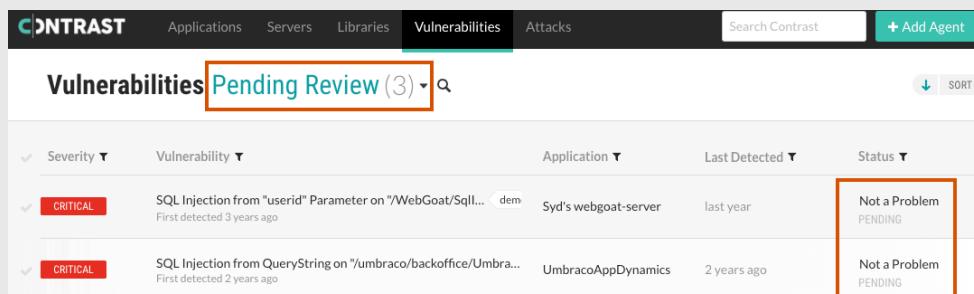 CONTRAST Applications Servers Libraries Vulnerabilities Attacks Search Contrast + Add Agent
Vulnerabilities Pending Review (3) SORT
Severity Vulnerability Application Last Detected Status
CRITICAL SQL Injection from "userid" Parameter on "/WebGoat/SqlI... dem Syd's webgoat-server last year Not a Problem
First detected 3 years ago PENDING
CRITICAL SQL Injection from QueryString on "/umbraco/backoffice/Umbra... UmbracoAppDynamics 2 years ago Not a Problem
First detected 2 years ago PENDING